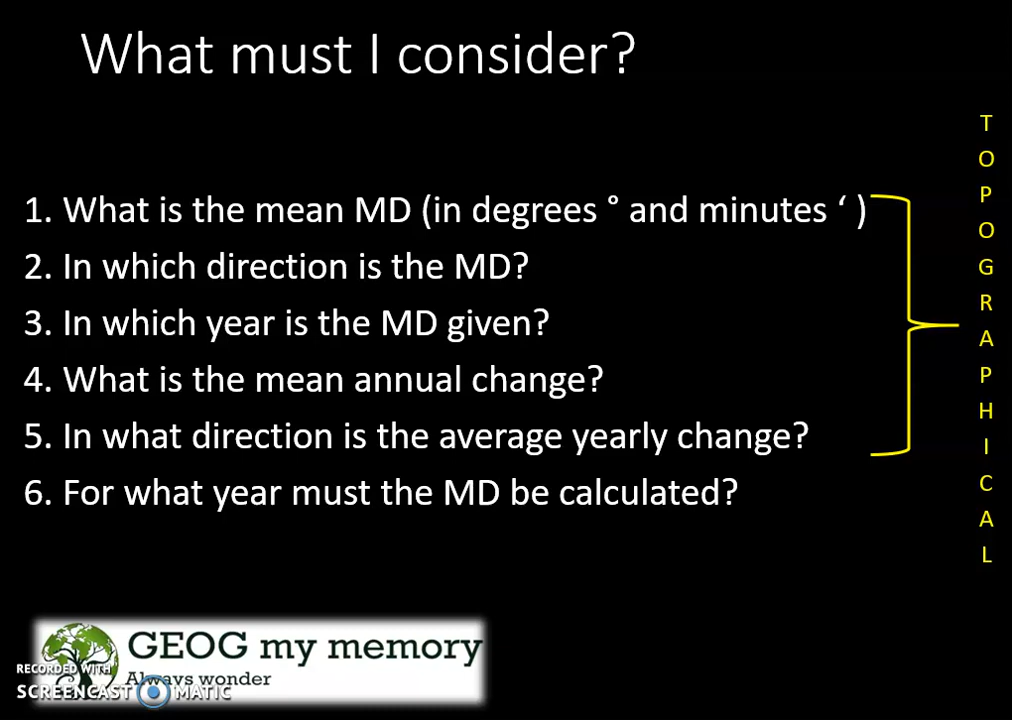 What must I consider?
1. What is the mean MD (in degrees ° and minutes ‘ )
2. In which direction is the MD?
3. In which year is the MD given?
4. What is the mean annual change?
5. In what direction is the average yearly change?
6. For what year must the MD be calculated?
T
O
P
O
G
R
A
P
H
I
C
A
L
GEOG my memory
Always wonder
RECORDED WITH
SCREENCAST MATIC